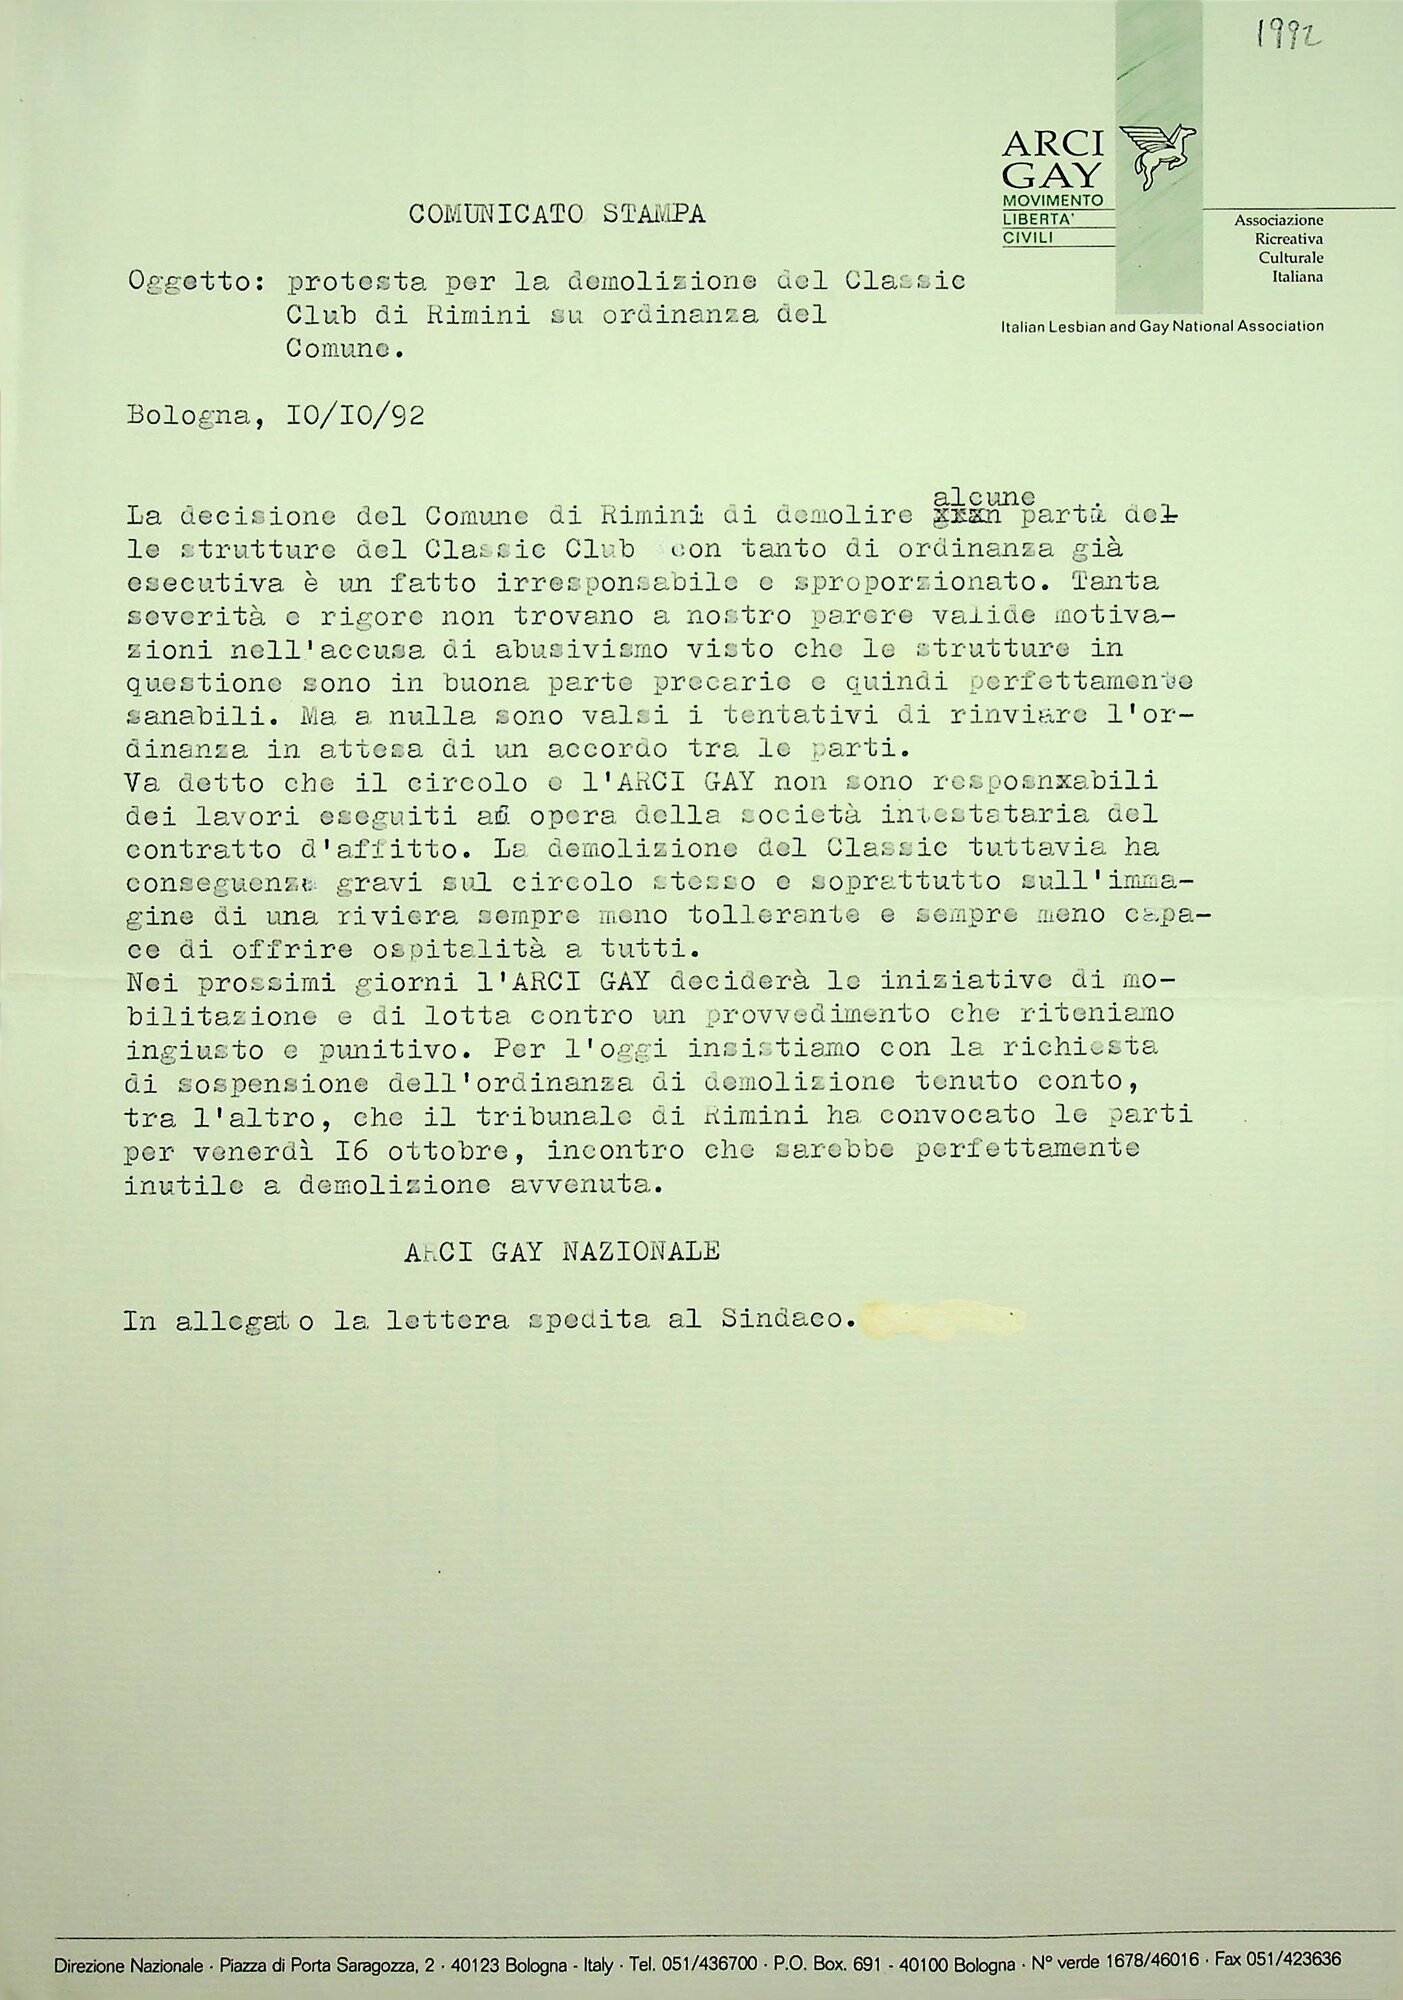 1992
ARCI
GAY
MOVIMENTO
LIBERTA'
CIVILI
Associazione
Ricreativa
Culturale
Italiana
Italian Lesbian and Gay National Association
COMUNICATO STAMPA
Oggetto: protesta per la demolizione del Classic
Club di Rimini su ordinanza del
Comune.
Bologna, IO/IO/92
alcune
La decisione del Comune di Rimini di demolire parti del
le strutture del Classic Club con tanto di ordinanza già
esecutiva è un fatto irresponsabile e sproporzionato. Tanta
severità e rigore non trovano a nostro parere valide motiva-
zioni nell'accusa di abusivismo visto che le strutture in
questione sono in buona parte precarie e quindi perfettamente
sanabili. Ma a nulla sono valsi i tentativi di rinviare l'or-
dinanza in attesa di un accordo tra le parti.
Va detto che il circolo e l'ARCI GAY non sono resposnxabili
dei lavori eseguiti ad opera della società intestataria del
contratto d'affitto. La demolizione del Classic tuttavia ha
conseguenze gravi sul circolo stesso e soprattutto sull'imma-
gine di una riviera sempre meno tollerante e sempre meno capa-
ce di offrire ospitalità a tutti.
Nei prossimi giorni l'ARCI GAY deciderà le iniziative di mo-
bilitazione e di lotta contro un provvedimento che riteniamo
ingiusto e punitivo. Per l'oggi insistiamo con la richiesta
di sospensione dell'ordinanza di demolizione tenuto conto,
tra l'altro, che il tribunale di Rimini ha convocato le parti
per venerdì I6 ottobre, incontro che sarebbe perfettamente
inutile a demolizione avvenuta.
ARCI GAY NAZIONALE
In allegato la lettera spedita al Sindaco.
Direzione Nazionale · Piazza di Porta Saragozza, 2 · 40123 Bologna - Italy · Tel. 051/436700 · P.O. Box. 691 - 40100 Bologna · N° verde 1678/46016 · Fax 051/423636